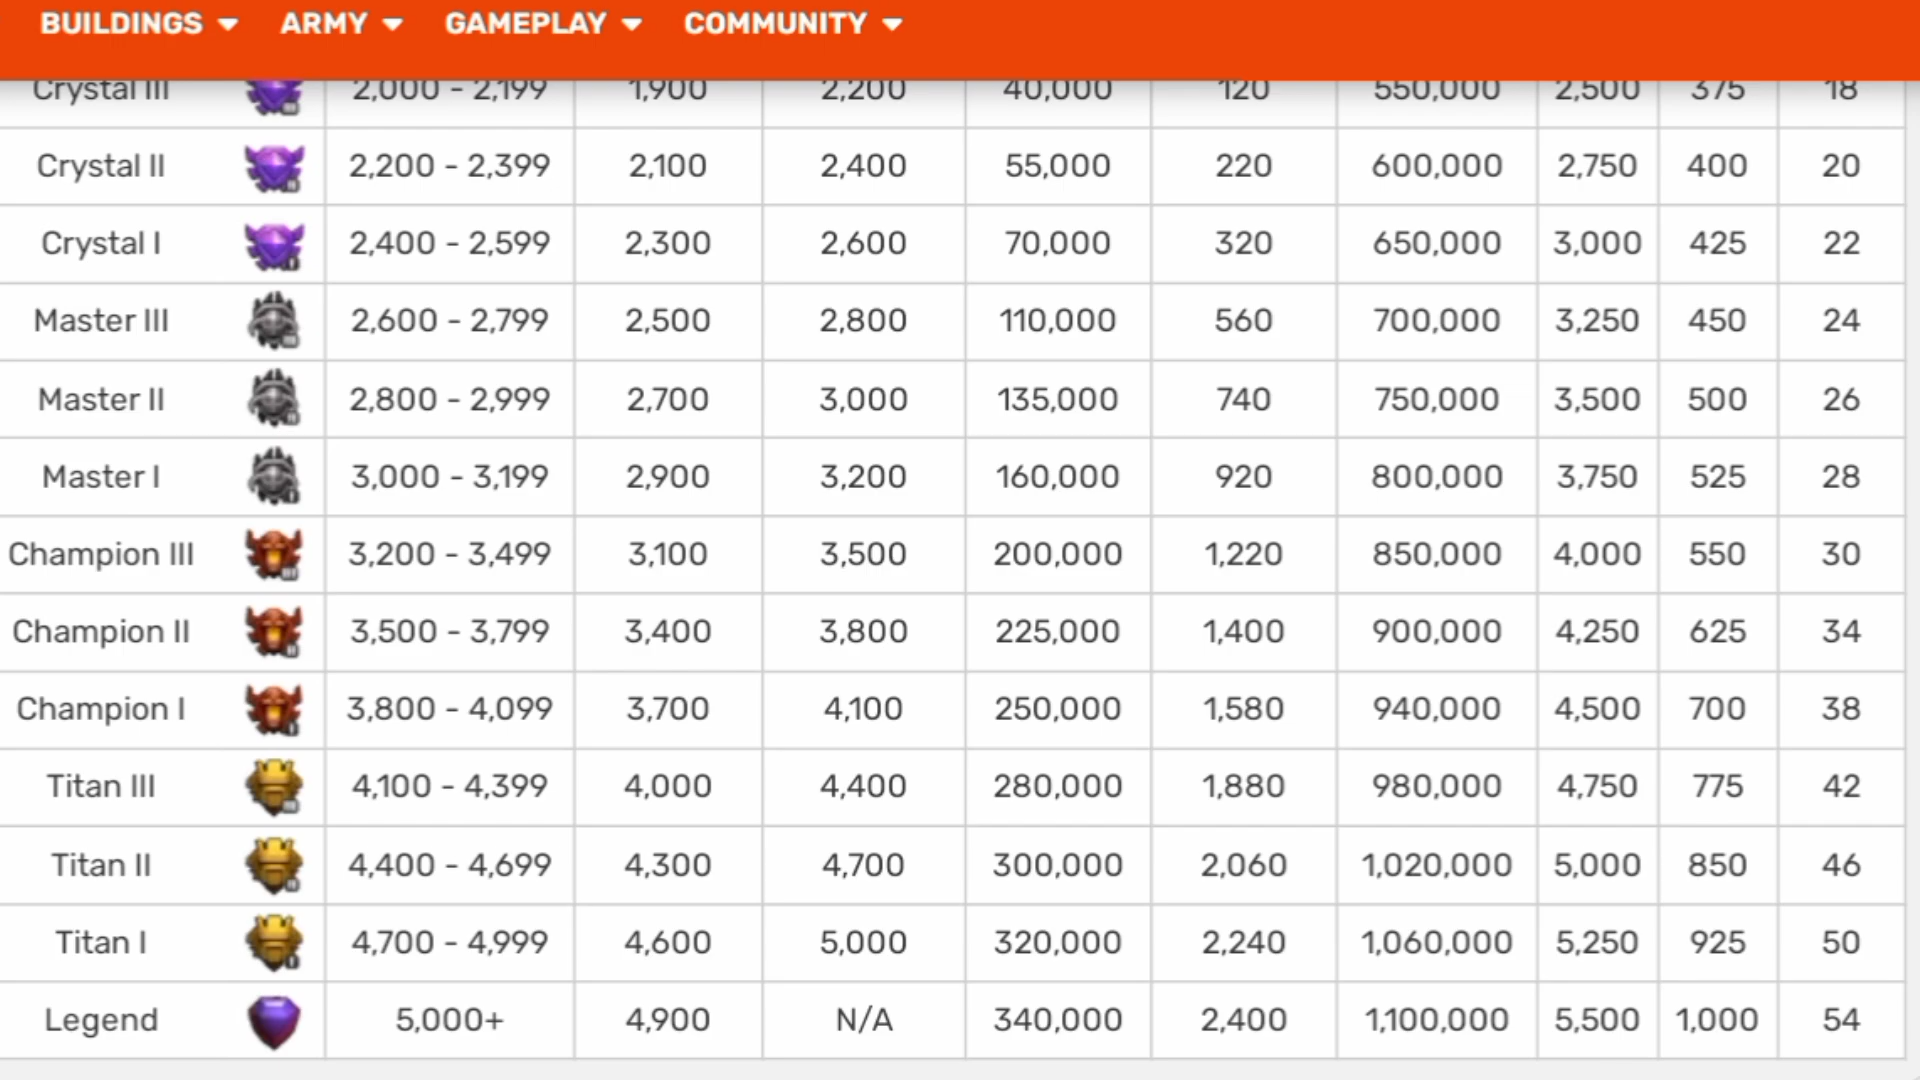 BUILDINGS ARMY GAMEPLAY COMMUNITY
Crystal III 2,000 - 2,199 1,900 2,200 40,000 120 550,000 2,500 375 18
Crystal II 2,200 - 2,399 2,100 2,400 55,000 220 600,000 2,750 400 20
Crystal I 2,400 - 2,599 2,300 2,600 70,000 320 650,000 3,000 425 22
Master III 2,600 - 2,799 2,500 2,800 110,000 560 700,000 3,250 450 24
Master II 2,800 - 2,999 2,700 3,000 135,000 740 750,000 3,500 500 26
Master I 3,000 - 3,199 2,900 3,200 160,000 920 800,000 3,750 525 28
Champion III 3,200 - 3,499 3,100 3,500 200,000 1,220 850,000 4,000 550 30
Champion II 3,500 - 3,799 3,400 3,800 225,000 1,400 900,000 4,250 625 34
Champion I 3,800 - 4,099 3,700 4,100 250,000 1,580 940,000 4,500 700 38
Titan III 4,100 - 4,399 4,000 4,400 280,000 1,880 980,000 4,750 775 42
Titan II 4,400 - 4,699 4,300 4,700 300,000 2,060 1,020,000 5,000 850 46
Titan I 4,700 - 4,999 4,600 5,000 320,000 2,240 1,060,000 5,250 925 50
Legend 5,000+ 4,900 N/A 340,000 2,400 1,100,000 5,500 1,000 54